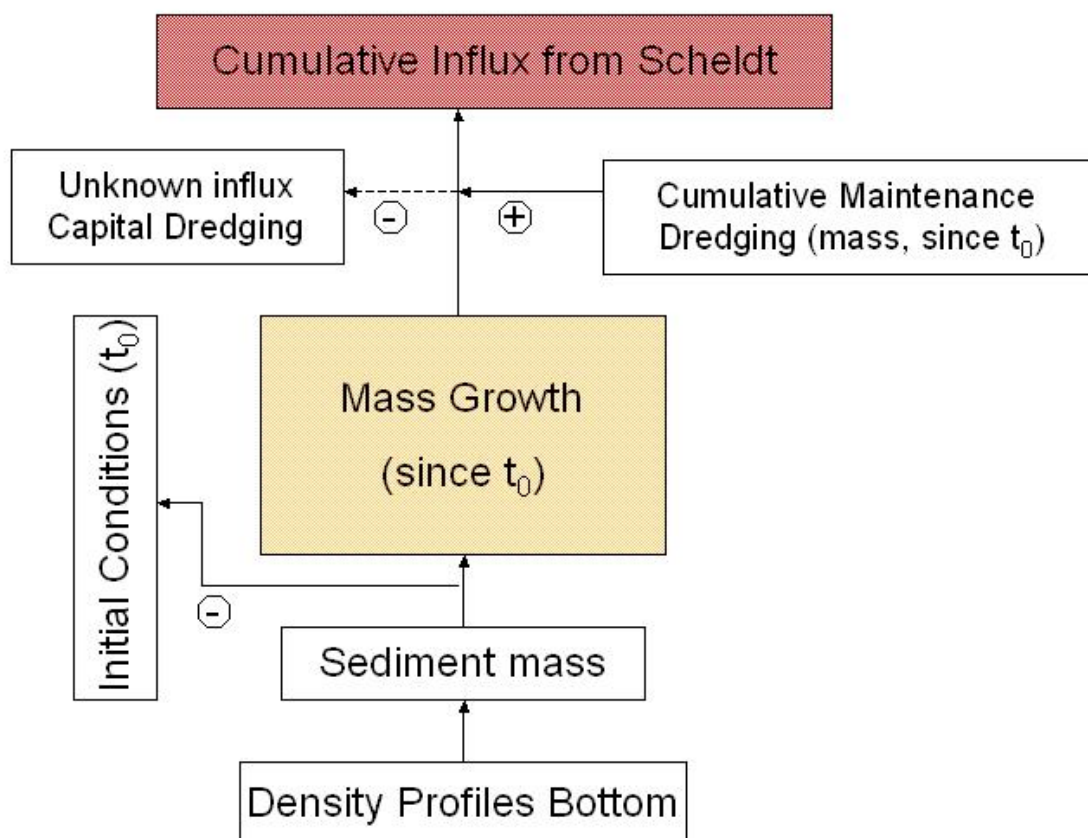 Cumulative Influx from Scheldt
Unknown influx
Capital Dredging
-
+
Cumulative Maintenance
Dredging (mass, since t₀)
Initial Conditions (t₀)
Mass Growth
(since t₀)
-
Sediment mass
Density Profiles Bottom